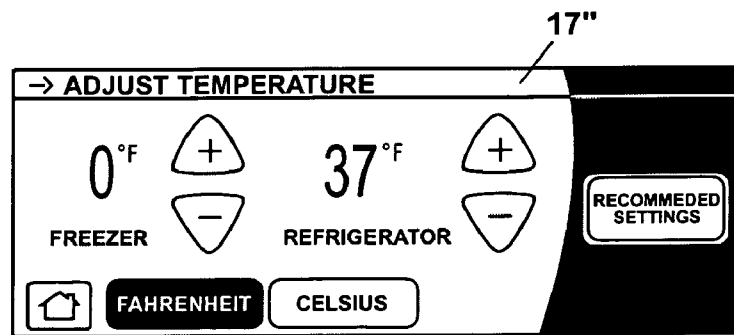 17"
→ ADJUST TEMPERATURE
0°F
FREEZER
37°F
REFRIGERATOR
RECOMMEDED
SETTINGS
FAHRENHEIT
CELSIUS